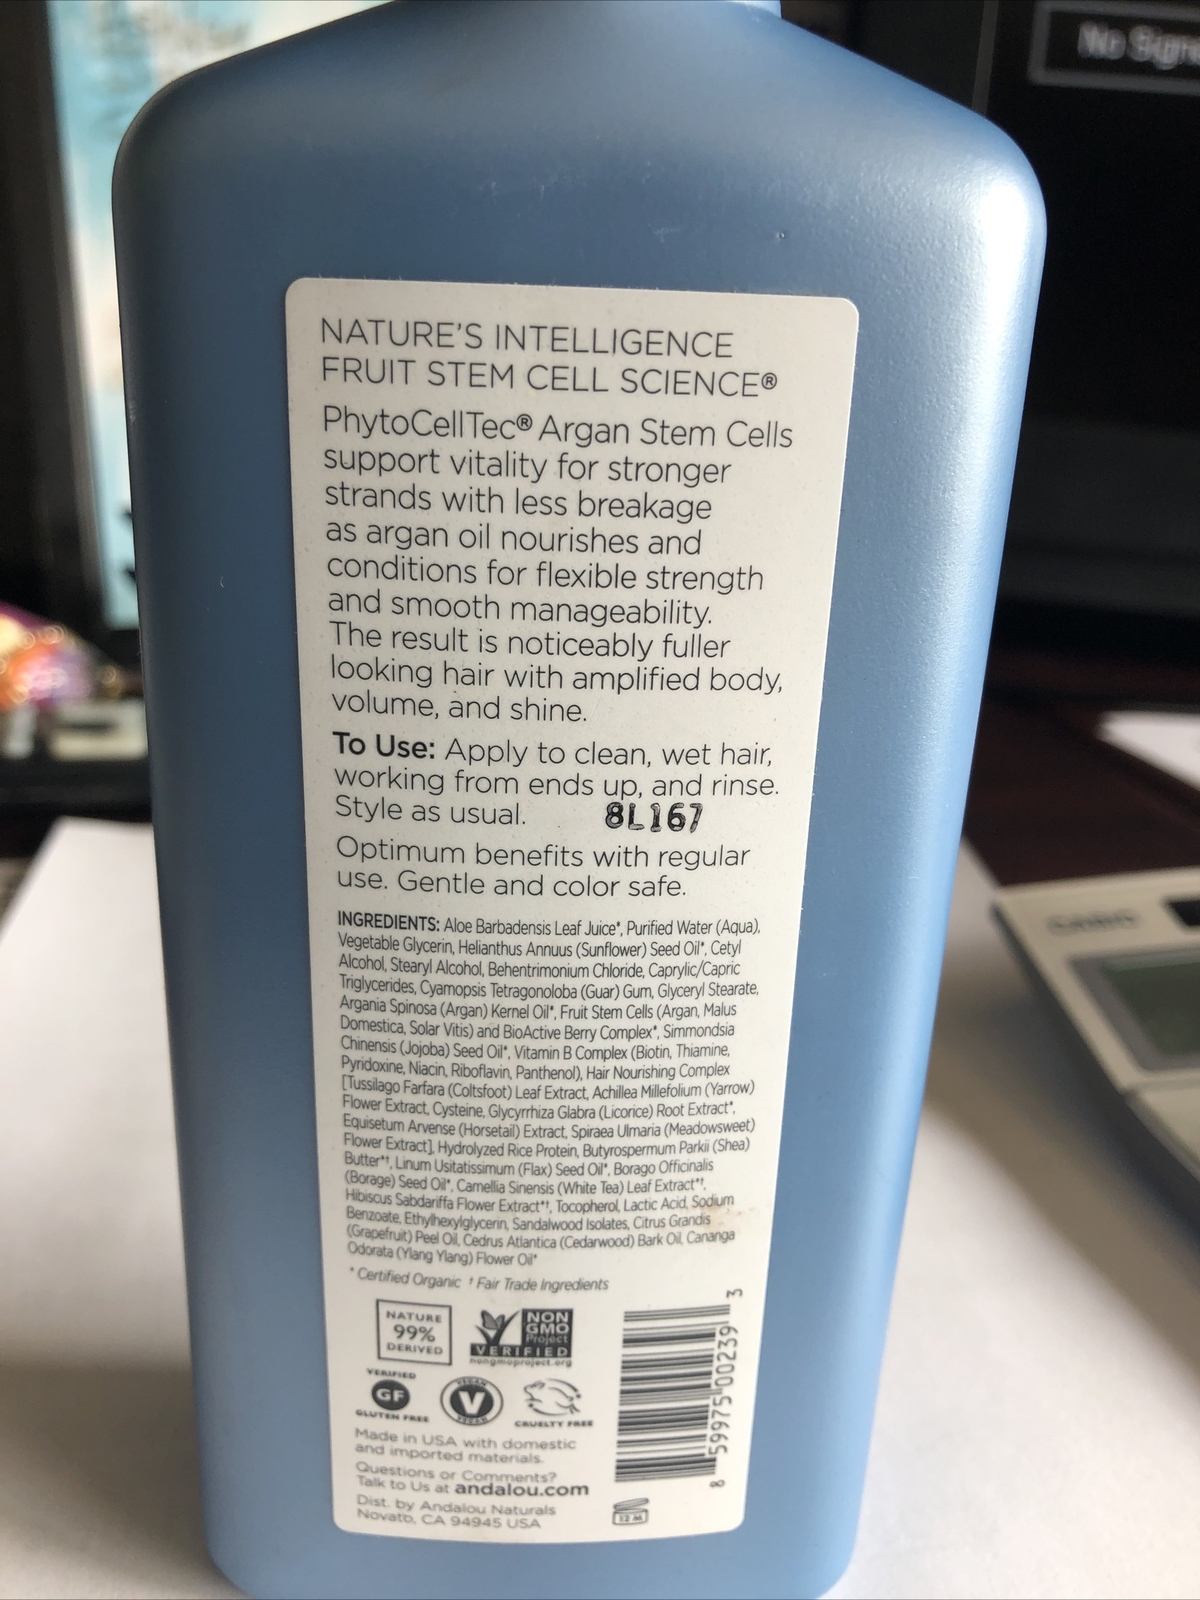 No Sign
NATURE'S INTELLIGENCE
FRUIT STEM CELL SCIENCE®
PhytoCellTec® Argan Stem Cells
support vitality for stronger
strands with less breakage
as argan oil nourishes and
conditions for flexible strength
and smooth manageability.
The result is noticeably fuller
looking hair with amplified body,
volume, and shine.
To Use: Apply to clean, wet hair,
working from ends up, and rinse.
Style as usual. 8L167
Optimum benefits with regular
use. Gentle and color safe.
INGREDIENTS: Aloe Barbadensis Leaf Juice*, Purified Water (Aqua),
Vegetable Glycerin, Helianthus Annuus (Sunflower) Seed Oil*, Cetyl
Alcohol, Stearyl Alcohol, Behentrimonium Chloride, Caprylic/Capric
Triglycerides, Cyamopsis Tetragonoloba (Guar) Gum, Glyceryl Stearate,
Argania Spinosa (Argan) Kernel Oil*, Fruit Stem Cells (Argan, Malus
Domestica, Solar Vitis) and BioActive Berry Complex*, Simmondsia
Chinensis (Jojoba) Seed Oil*, Vitamin B Complex (Biotin, Thiamine,
Pyridoxine, Niacin, Riboflavin, Panthenol), Hair Nourishing Complex
[Tussilago Farfara (Coltsfoot) Leaf Extract, Achillea Millefolium (Yarrow)
Flower Extract, Cysteine, Glycyrrhiza Glabra (Licorice) Root Extract*,
Equisetum Arvense (Horsetail) Extract, Spiraea Ulmaria (Meadowsweet)
Flower Extract], Hydrolyzed Rice Protein, Butyrospermum Parkii (Shea)
Butter*†, Linum Usitatissimum (Flax) Seed Oil*, Borago Officinalis
(Borage) Seed Oil*, Camellia Sinensis (White Tea) Leaf Extract*†,
Hibiscus Sabdariffa Flower Extract*†, Tocopherol, Lactic Acid, Sodium
Benzoate, Ethylhexylglycerin, Sandalwood Isolates, Citrus Grandis
(Grapefruit) Peel Oil, Cedrus Atlantica (Cedarwood) Bark Oil, Cananga
Odorata (Ylang Ylang) Flower Oil*
* Certified Organic † Fair Trade Ingredients
NATURE
99%
DERIVED
NON
GMO
Project
VERIFIED
nongmoproject.org
VERIFIED
GF
GLUTEN FREE
VEGAN
V
VEGAN
CRUELTY FREE
Made in USA with domestic
and imported materials.
Questions or Comments?
Talk to Us at andalou.com
Dist. by Andalou Naturals
Novato, CA 94945 USA
8 59975 00239 3
12 M
CASIO